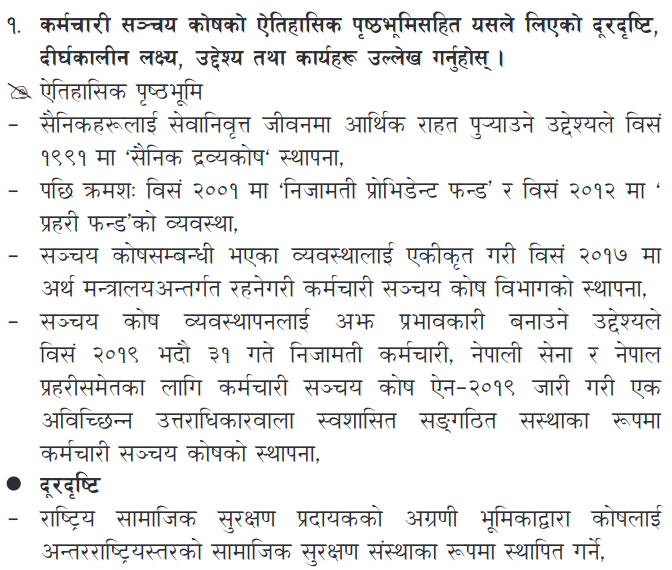 १. कर्मचारी सञ्चय कोषको ऐतिहासिक पृष्ठभूमिसहित यसले लिएको दूरदृष्टि,
दीर्घकालीन लक्ष्य, उद्देश्य तथा कार्यहरू उल्लेख गर्नुहोस् ।
ऐतिहासिक पृष्ठभूमि
- सैनिकहरूलाई सेवानिवृत्त जीवनमा आर्थिक राहत पुऱ्याउने उद्देश्यले विसं
१९९१ मा ‘सैनिक द्रव्यकोष‘ स्थापना,
- पछि क्रमशः विसं २००१ मा ‘निजामती प्रोभिडेन्ट फन्ड’ र विसं २०१२ मा ‘
प्रहरी फन्ड’को व्यवस्था,
- सञ्चय कोषसम्बन्धी भएका व्यवस्थालाई एकीकृत गरी विसं २०१७ मा
अर्थ मन्त्रालयअन्तर्गत रहनेगरी कर्मचारी सञ्चय कोष विभागको स्थापना,
- सञ्चय कोष व्यवस्थापनलाई अझ प्रभावकारी बनाउने उद्देश्यले
विसं २०१९ भदौ ३१ गते निजामती कर्मचारी, नेपाली सेना र नेपाल
प्रहरीसमेतका लागि कर्मचारी सञ्चय कोष ऐन-२०१९ जारी गरी एक
अविच्छिन्न उत्तराधिकारवाला स्वशासित सङ्गठित सस्थाका रूपमा
कर्मचारी सञ्चय कोषको स्थापना,
● दूरदृष्टि
- राष्ट्रिय सामाजिक सुरक्षण प्रदायकको अग्रणी भूमिकाद्वारा कोषलाई
अन्तरराष्ट्रियस्तरको सामाजिक सुरक्षण संस्थाका रूपमा स्थापित गर्ने,